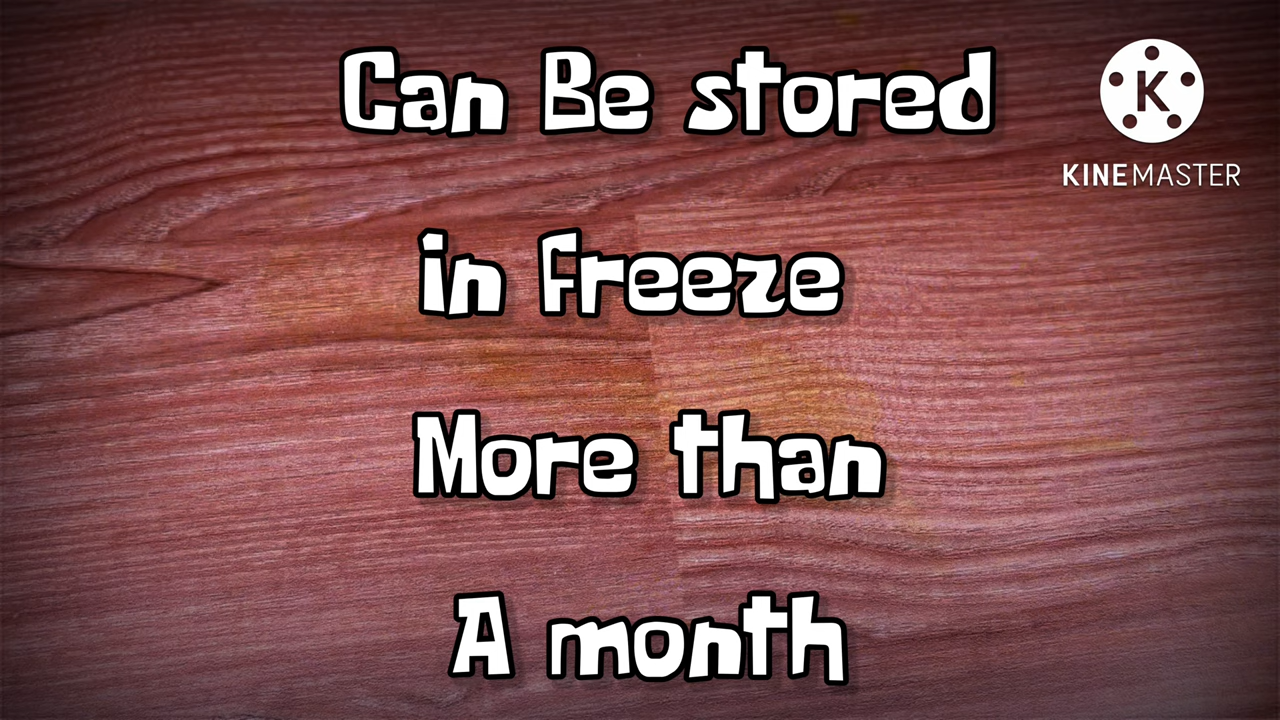 Can Be stored
K
KINEMASTER
in freeze
More than
A month